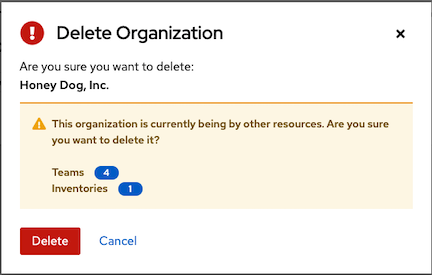 Delete Organization
Are you sure you want to delete:
Honey Dog, Inc.
This organization is currently being by other resources. Are you sure
you want to delete it?
Teams 4
Inventories 1
Delete Cancel